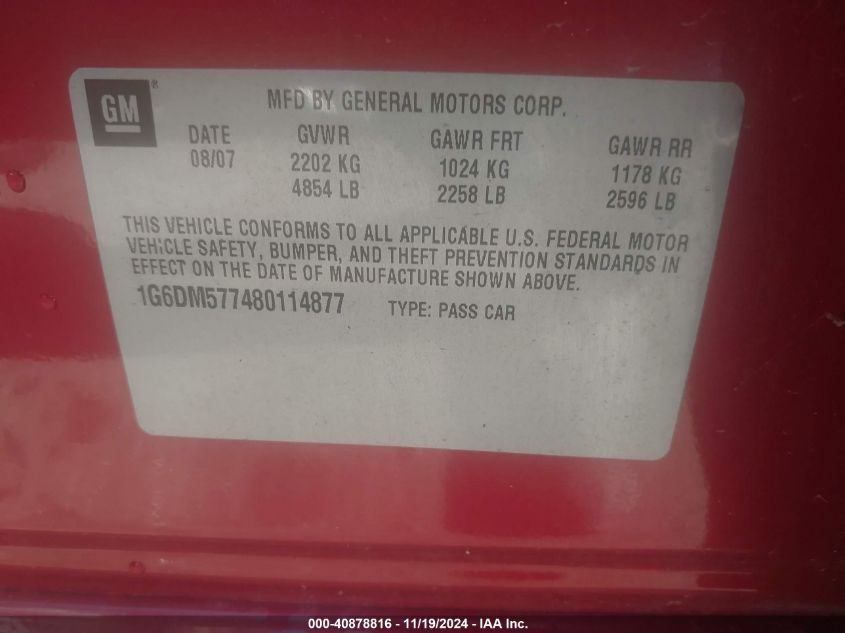 GM®
MFD BY GENERAL MOTORS CORP.
DATE GVWR GAWR FRT GAWR RR
08/07 2202 KG 1024 KG 1178 KG
4854 LB 2258 LB 2596 LB
THIS VEHICLE CONFORMS TO ALL APPLICABLE U.S. FEDERAL MOTOR
VEHICLE SAFETY, BUMPER, AND THEFT PREVENTION STANDARDS IN
EFFECT ON THE DATE OF MANUFACTURE SHOWN ABOVE.
1G6DM577480114877 TYPE: PASS CAR
000-40878816 - 11/19/2024 - IAA Inc.